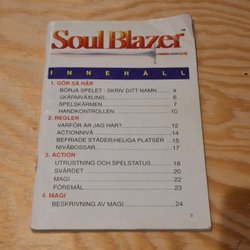 Soul Blazer
TM
INNEHÅLL
1. GÖR SÅ HÄR
BÖRJA SPELET - SKRIV DITT NAMN 4
SKÄRMVÄXLING 6
SPELSKÄRMEN 7
HANDKONTROLLEN 10
2. REGLER
VARFÖR ÄR JAG HÄR? 12
ACTIONNIVÅ 14
BEFRIADE STÄDER/HELIGA PLATSER 15
NIVÅBOSSAR 17
3. ACTION
UTRUSTNING OCH SPELSTATUS 18
SVÄRDET 20
MAGI 22
FÖREMÅL 23
4. MAGI
BESKRIVNING AV MAGI 24
3